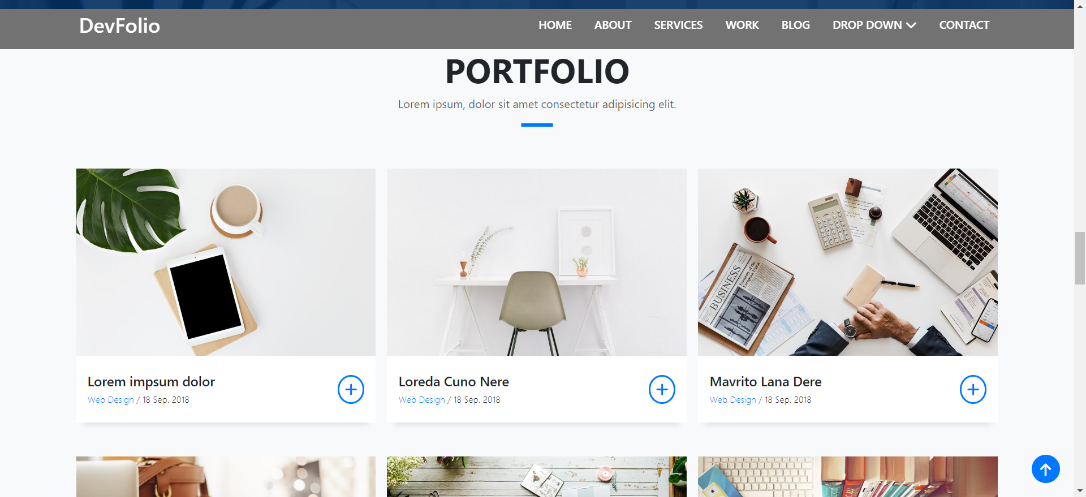 DevFolio
HOME ABOUT SERVICES WORK BLOG DROP DOWN CONTACT
PORTFOLIO
Lorem ipsum, dolor sit amet consectetur adipisicing elit.
BUSINESS
Lorem impsum dolor
Web Design / 18 Sep. 2018
Loreda Cuno Nere
Web Design / 18 Sep. 2018
Mavrito Lana Dere
Web Design / 18 Sep. 2018